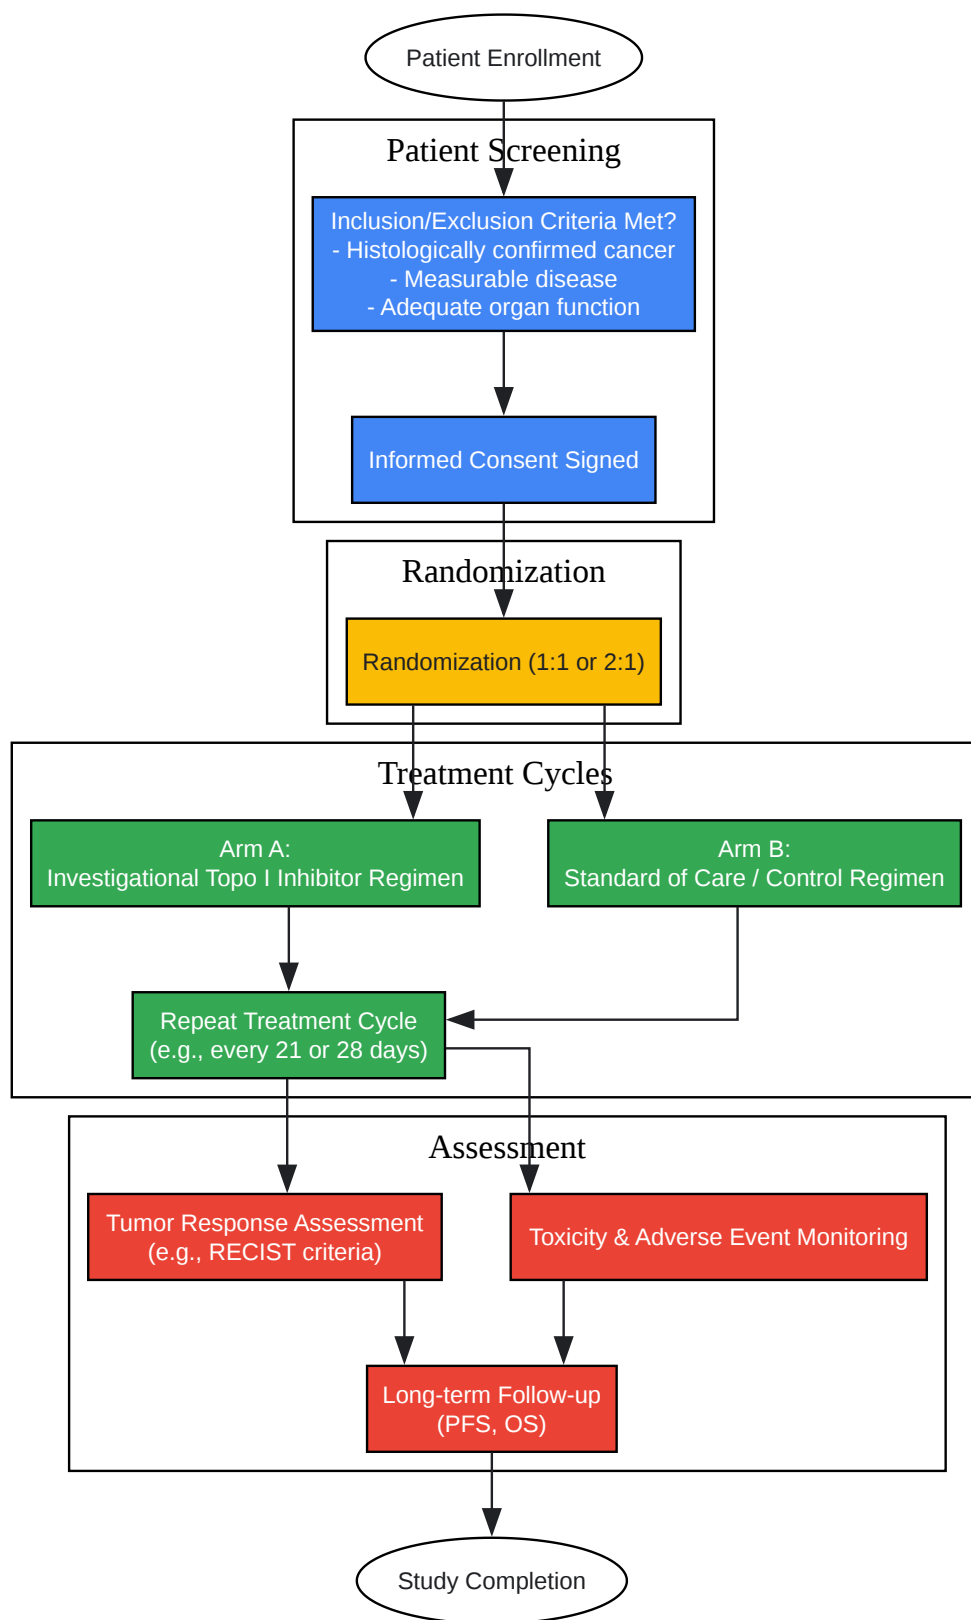 Patient Enrollment
Patient Screening
Inclusion/Exclusion Criteria Met?
- Histologically confirmed cancer
- Measurable disease
- Adequate organ function
Informed Consent Signed
Randomization
Randomization (1:1 or 2:1)
Treatment Cycles
Arm A:
Investigational Topo I Inhibitor Regimen
Arm B:
Standard of Care / Control Regimen
Repeat Treatment Cycle
(e.g., every 21 or 28 days)
Assessment
Tumor Response Assessment
(e.g., RECIST criteria)
Toxicity & Adverse Event Monitoring
Long-term Follow-up
(PFS, OS)
Study Completion